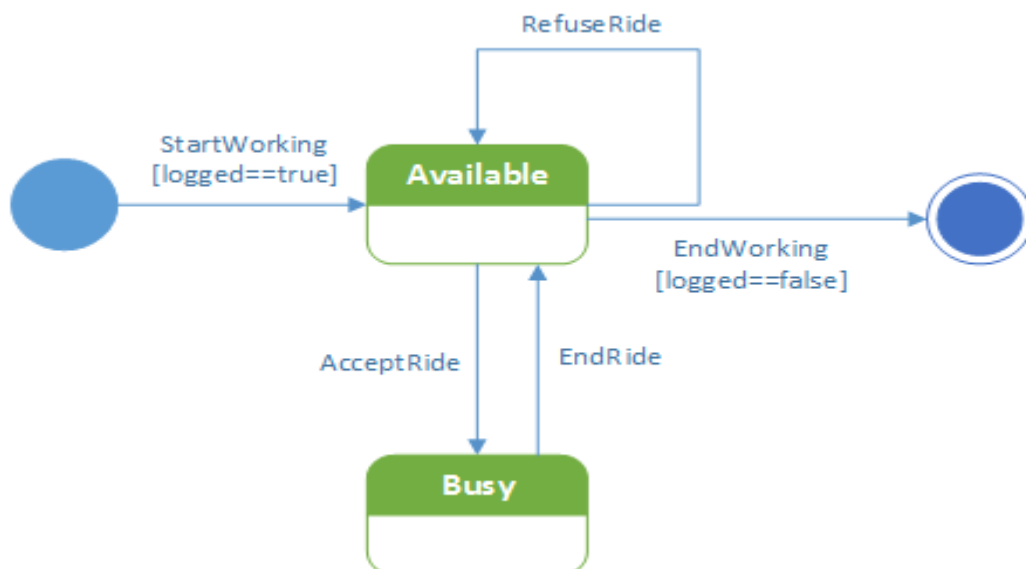 RefuseRide
StartWorking
[logged==true]
Available
EndWorking
[logged==false]
AcceptRide
EndRide
Busy